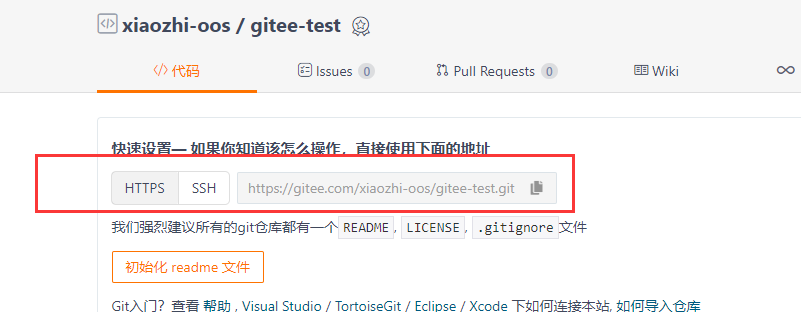 xiaozhi-oos / gitee-test
代码 Issues 0 Pull Requests 0 Wiki
快速设置— 如果你知道该怎么操作，直接使用下面的地址
HTTPS SSH https://gitee.com/xiaozhi-oos/gitee-test.git
我们强烈建议所有的git仓库都有一个 README, LICENSE, .gitignore 文件
初始化 readme 文件
Git入门？查看 帮助 , Visual Studio / TortoiseGit / Eclipse / Xcode 下如何连接本站, 如何导入仓库